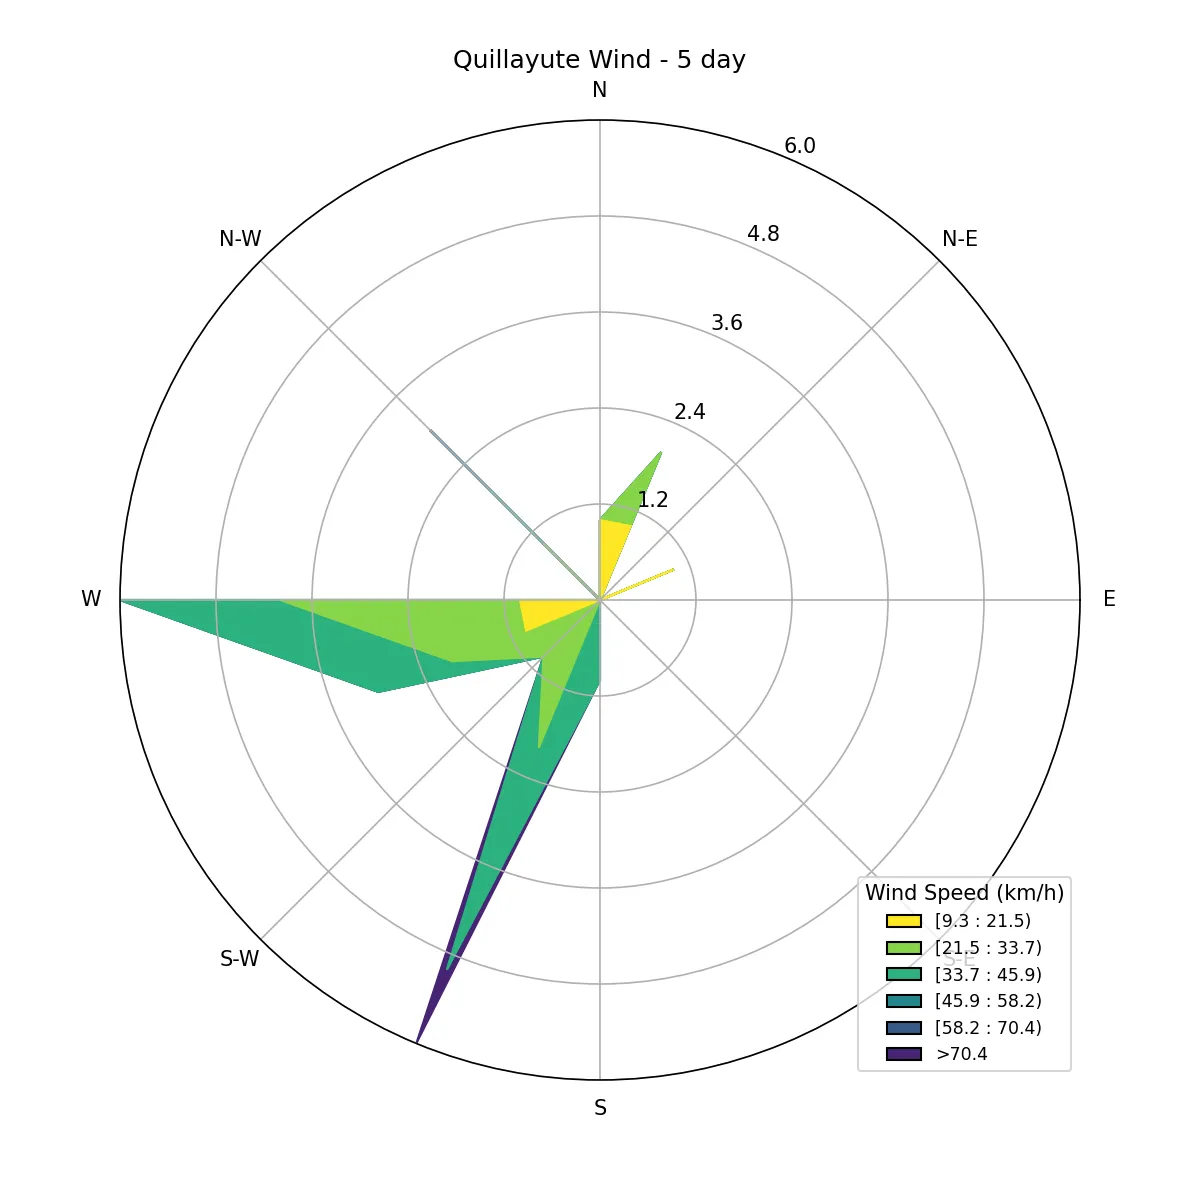 Quillayute Wind - 5 day
N
6.0
4.8
N-W
N-E
3.6
2.4
1.2
W
E
S-W
S-E
S
Wind Speed (km/h)
[9.3 : 21.5)
[21.5 : 33.7)
[33.7 : 45.9)
[45.9 : 58.2)
[58.2 : 70.4)
>70.4